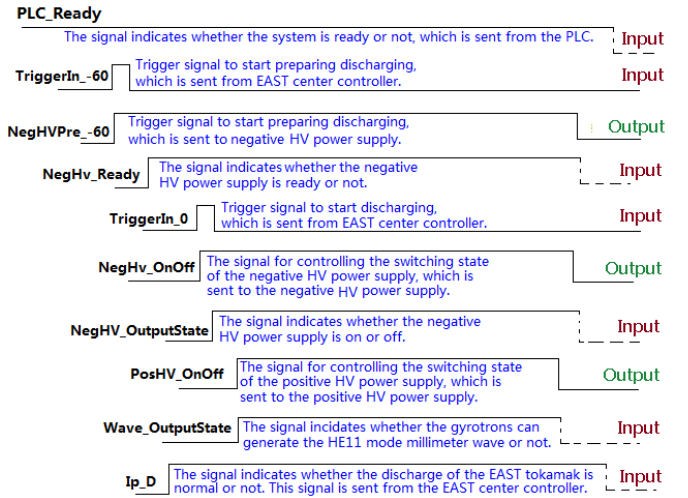 PLC_Ready
The signal indicates whether the system is ready or not, which is sent from the PLC. Input
TriggerIn_-60 Trigger signal to start preparing discharging,
which is sent from EAST center controller. Input
NegHVPre_-60 Trigger signal to start preparing discharging,
which is sent to negative HV power supply. Output
NegHv_Ready The signal indicates whether the negative
HV power supply is ready or not. Input
TriggerIn_0 Trigger signal to start discharging,
which is sent from EAST center controller. Input
NegHv_OnOff The signal for controlling the switching state
of the negative HV power supply, which is
sent to the negative HV power supply. Output
NegHV_OutputState The signal indicates whether the negative
HV power supply is on or off. Input
PosHV_OnOff The signal for controlling the switching state
of the positive HV power supply, which is
sent to the positive HV power supply. Output
Wave_OutputState The signal incidates whether the gyrotrons can
generate the HE11 mode millimeter wave or not. Input
Ip_D The signal indicates whether the discharge of the EAST tokamak is
normal or not. This signal is sent from the EAST center controller. Input